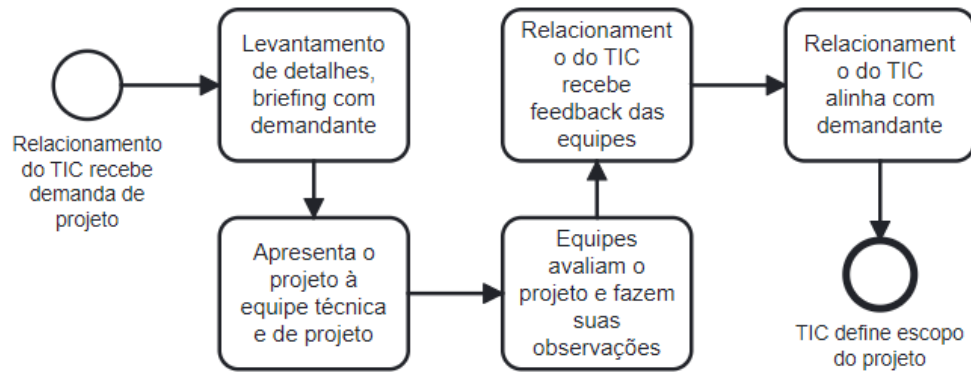 Relacionamento
do TIC recebe
demanda de
projeto
Levantamento
de detalhes,
briefing com
demandante
Apresenta o
projeto à
equipe técnica
e de projeto
Equipes
avaliam o
projeto e fazem
suas
observações
Relacionament
o do TIC
recebe
feedback das
equipes
Relacionament
o do TIC
alinha com
demandante
TIC define escopo
do projeto